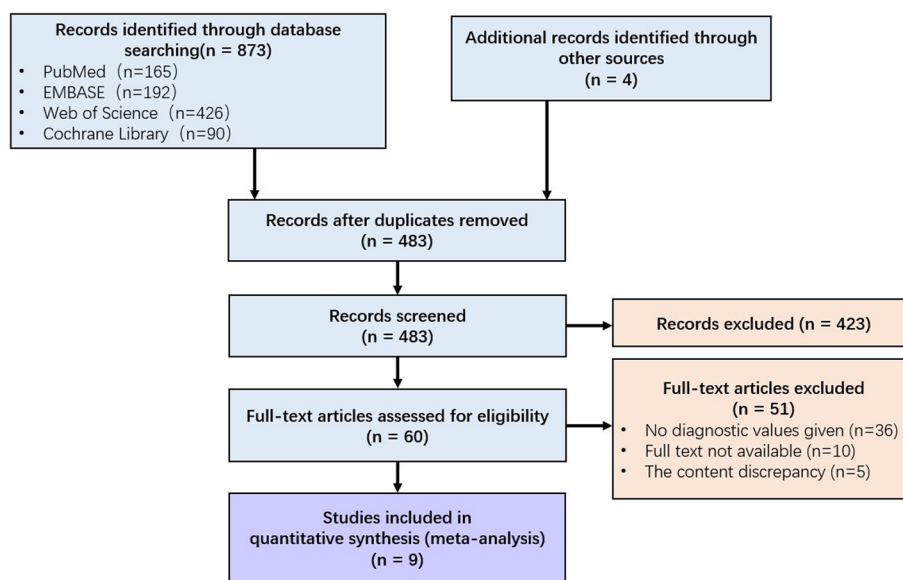 Records identified through database
searching(n = 873)
• PubMed（n=165)
• EMBASE（n=192)
• Web of Science（n=426)
• Cochrane Library（n=90)
Additional records identified through
other sources
(n = 4)
Records after duplicates removed
(n = 483)
Records screened
(n = 483)
Records excluded (n = 423)
Full-text articles assessed for eligibility
(n = 60)
Full-text articles excluded
(n = 51)
• No diagnostic values given (n=36)
• Full text not available (n=10)
• The content discrepancy (n=5)
Studies included in
quantitative synthesis (meta-analysis)
(n = 9)